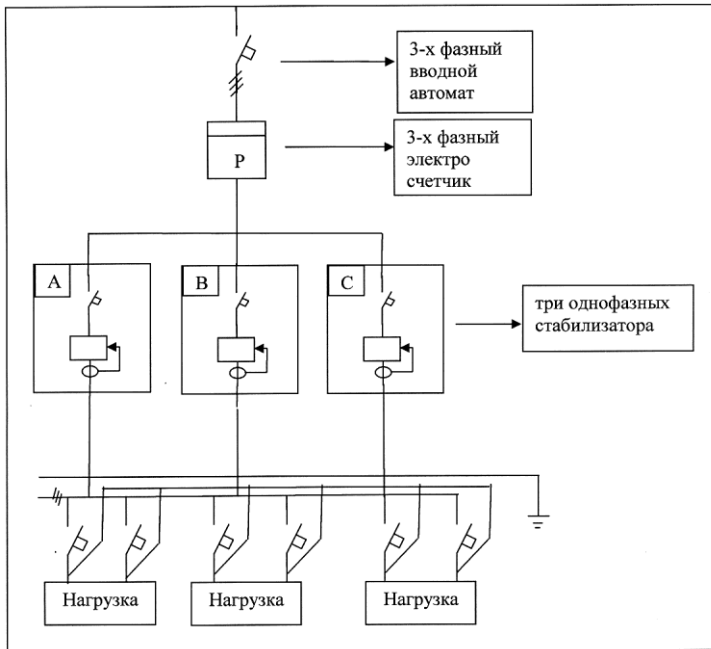 3-х фазный
вводной
автомат
3-х фазный
электро
счетчик
Р
А
В
С
три однофазных
стабилизатора
Нагрузка
Нагрузка
Нагрузка